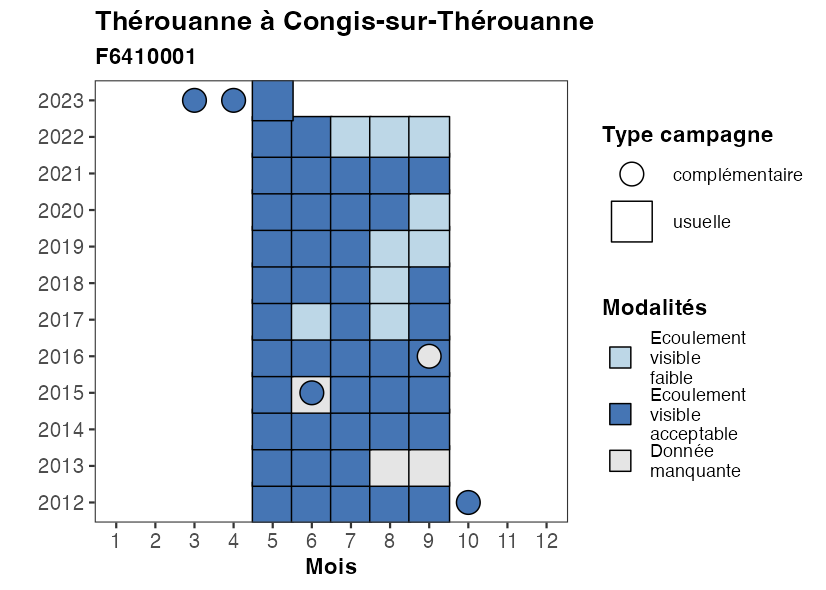 Thérouanne à Congis-sur-Thérouanne
F6410001
2023
2022
2021
2020
2019
2018
2017
2016
2015
2014
2013
2012
1 2 3 4 5 6 7 8 9 10 11 12
Mois
Type campagne
complémentaire
usuelle
Modalités
Ecoulement
visible
faible
Ecoulement
visible
acceptable
Donnée
manquante